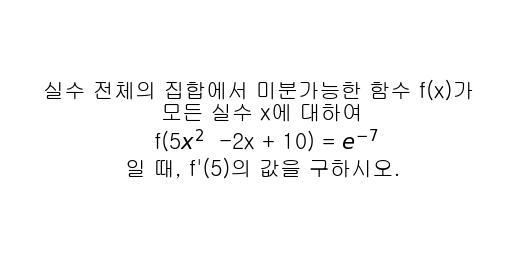 실수 전체의 집합에서 미분가능한 함수 f(x)가
모든 실수 x에 대하여
f(5x² −2x + 10) = e⁻⁷
일 때, f'(5)의 값을 구하시오.